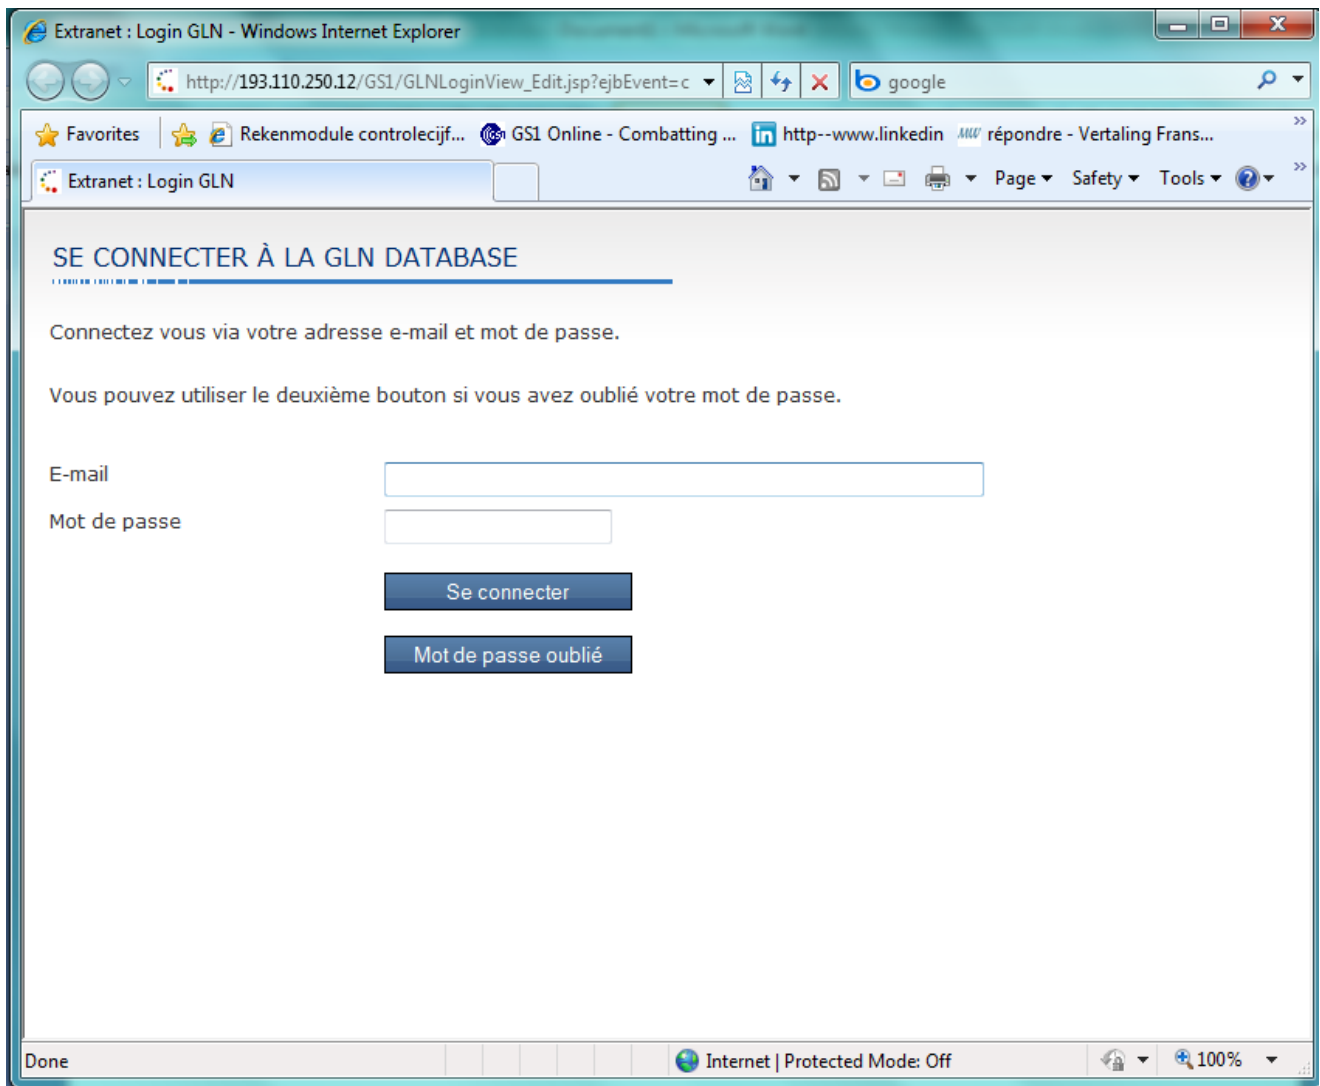 Extranet : Login GLN - Windows Internet Explorer
http://193.110.250.12/GS1/GLNLoginView_Edit.jsp?ejbEvent=c
google
Favorites
Rekenmodule controlecijf...
GS1 Online - Combatting ...
http--www.linkedin
répondre - Vertaling Frans...
Extranet : Login GLN
Page
Safety
Tools
SE CONNECTER À LA GLN DATABASE
Connectez vous via votre adresse e-mail et mot de passe.
Vous pouvez utiliser le deuxième bouton si vous avez oublié votre mot de passe.
E-mail
Mot de passe
Se connecter
Mot de passe oublié
Done
Internet | Protected Mode: Off
100%